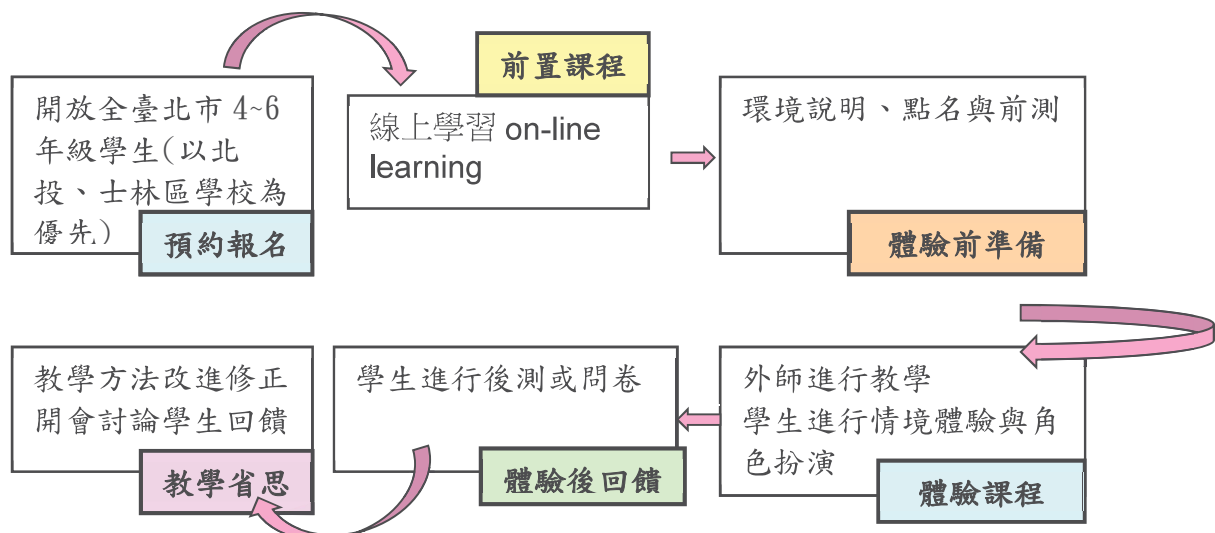 開放全臺北市 4~6
年級學生(以北
投、士林區學校為
優先)
預約報名
前置課程
線上學習 on-line
learning
環境說明、點名與前測
體驗前準備
外師進行教學
學生進行情境體驗與角
色扮演
體驗課程
學生進行後測或問卷
體驗後回饋
教學方法改進修正
開會討論學生回饋
教學省思